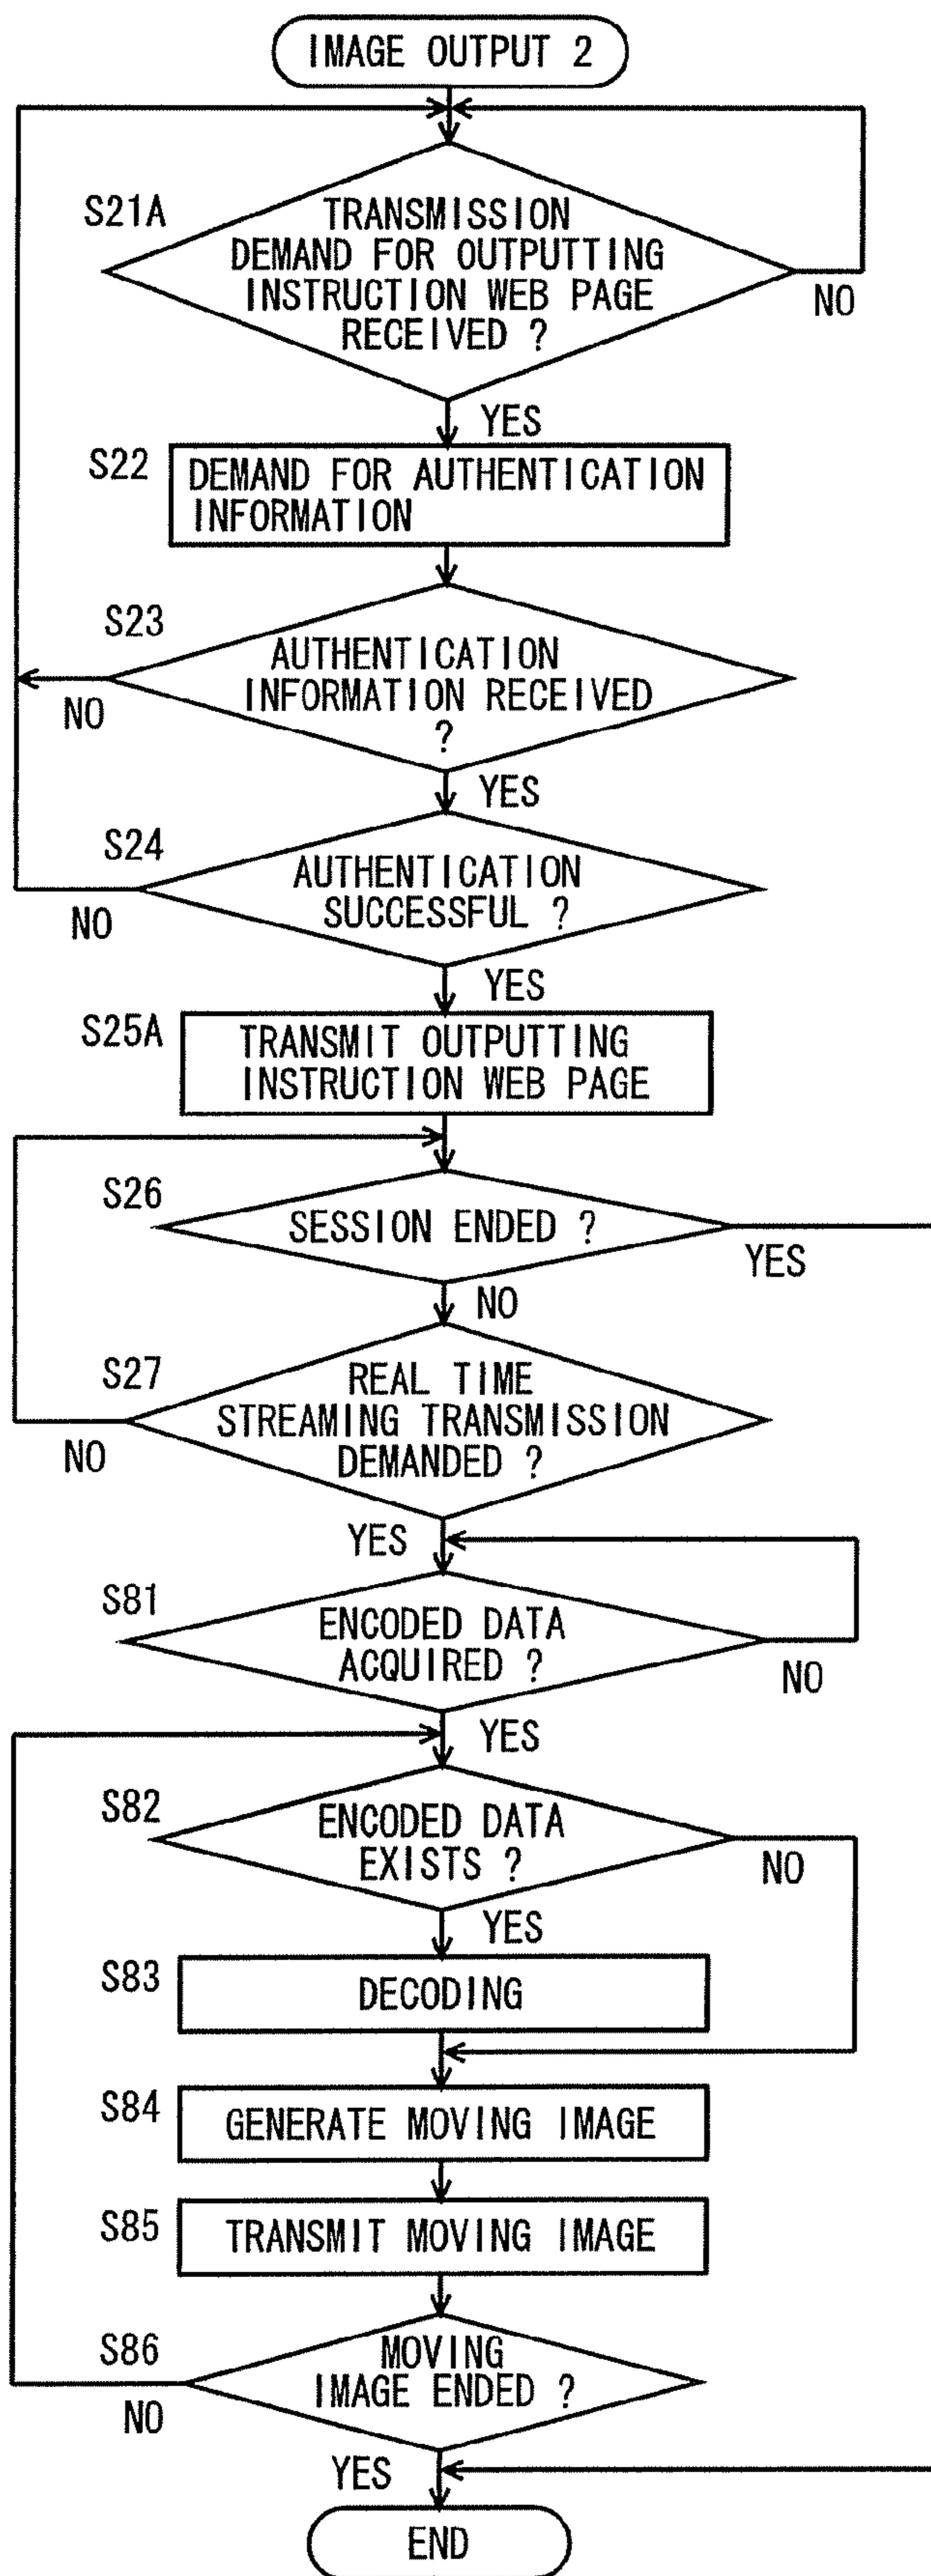 IMAGE OUTPUT 2
S21A
TRANSMISSION
DEMAND FOR OUTPUTTING
INSTRUCTION WEB PAGE
RECEIVED ?
NO
YES
S22
DEMAND FOR AUTHENTICATION
INFORMATION
S23
AUTHENTICATION
INFORMATION RECEIVED
?
NO
YES
S24
AUTHENTICATION
SUCCESSFUL ?
NO
YES
S25A
TRANSMIT OUTPUTTING
INSTRUCTION WEB PAGE
S26
SESSION ENDED ?
YES
NO
S27
REAL TIME
STREAMING TRANSMISSION
DEMANDED ?
NO
YES
S81
ENCODED DATA
ACQUIRED ?
NO
YES
S82
ENCODED DATA
EXISTS ?
NO
YES
S83
DECODING
S84
GENERATE MOVING IMAGE
S85
TRANSMIT MOVING IMAGE
S86
MOVING
IMAGE ENDED ?
NO
YES
END